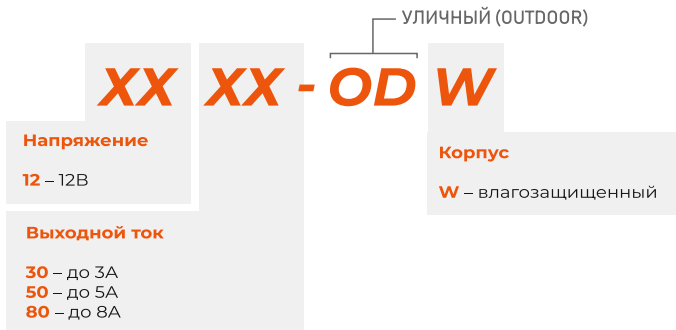 УЛИЧНЫЙ (OUTDOOR)
XX XX - OD W
Напряжение
12 – 12В
Корпус
W – влагозащищенный
Выходной ток
30 – до 3А
50 – до 5А
80 – до 8А